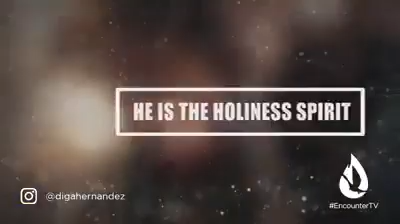 HE IS THE HOLINESS SPIRIT
@digahernandez
#EncounterTV